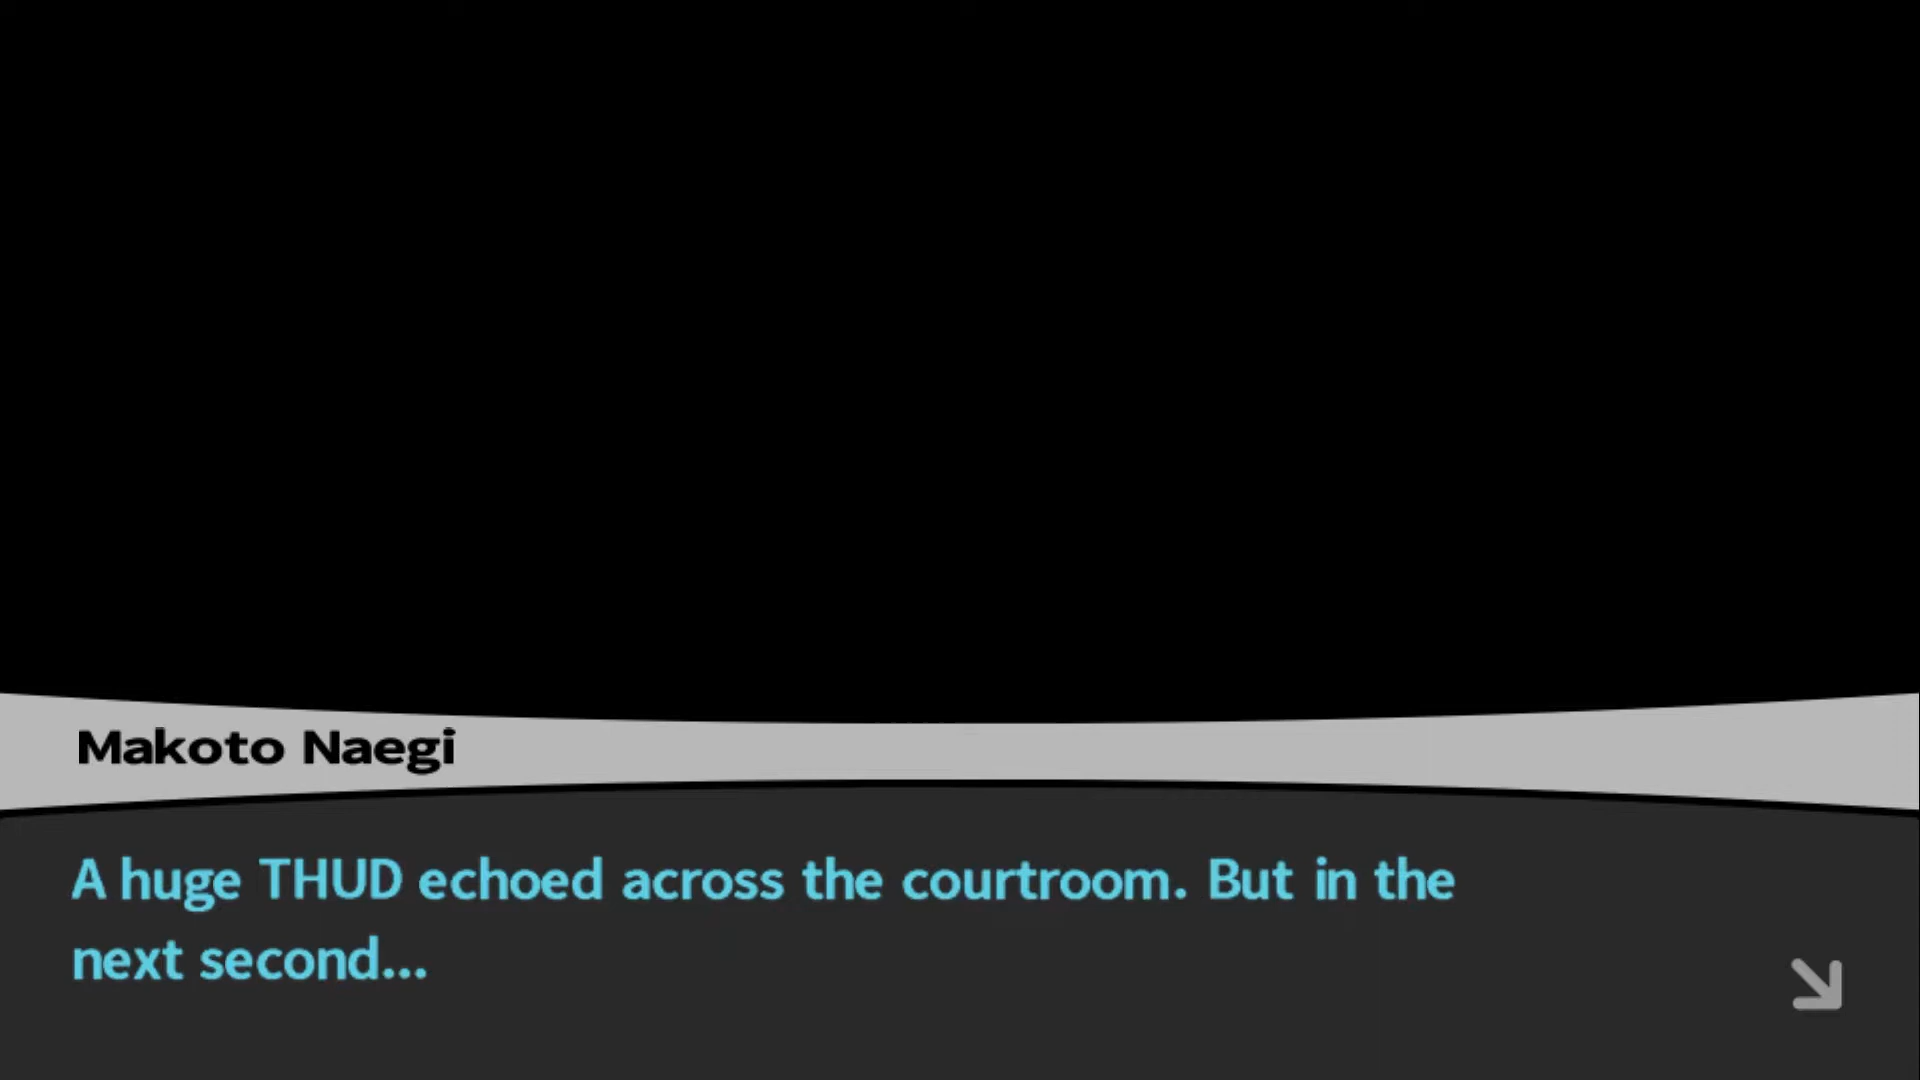 Makoto Naegi
A huge THUD echoed across the courtroom. But in the
next second...